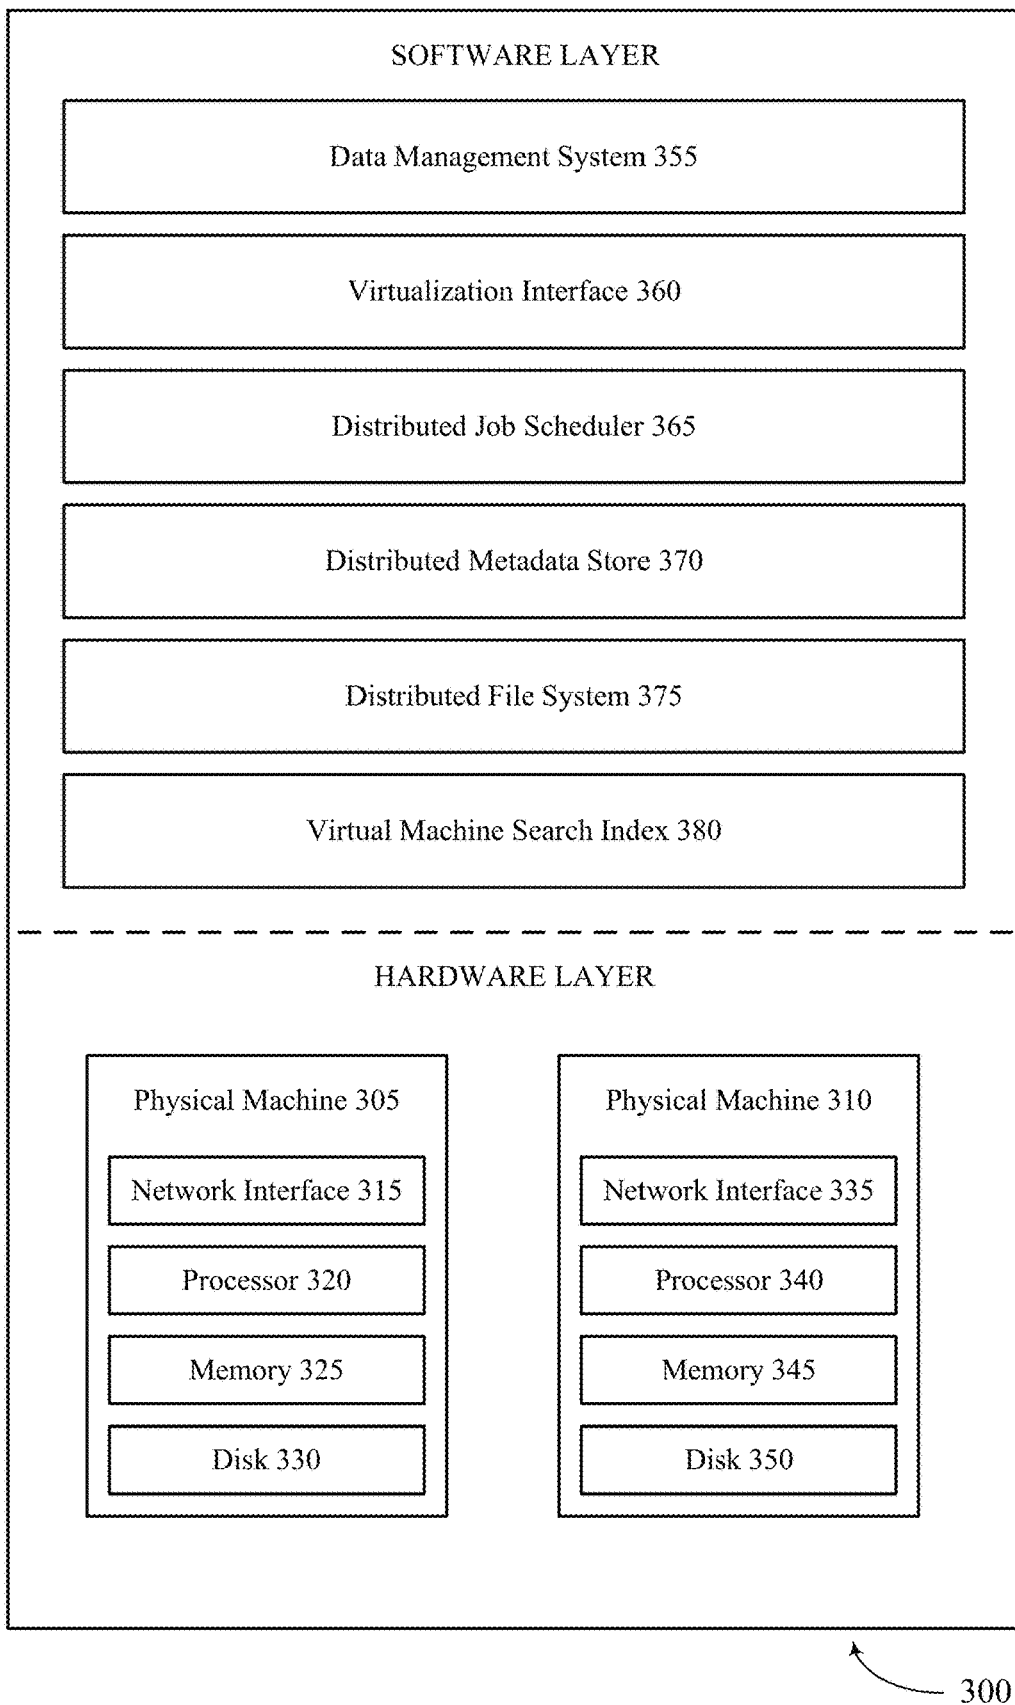 SOFTWARE LAYER
Data Management System 355
Virtualization Interface 360
Distributed Job Scheduler 365
Distributed Metadata Store 370
Distributed File System 375
Virtual Machine Search Index 380
HARDWARE LAYER
Physical Machine 305
Network Interface 315
Processor 320
Memory 325
Disk 330
Physical Machine 310
Network Interface 335
Processor 340
Memory 345
Disk 350
300